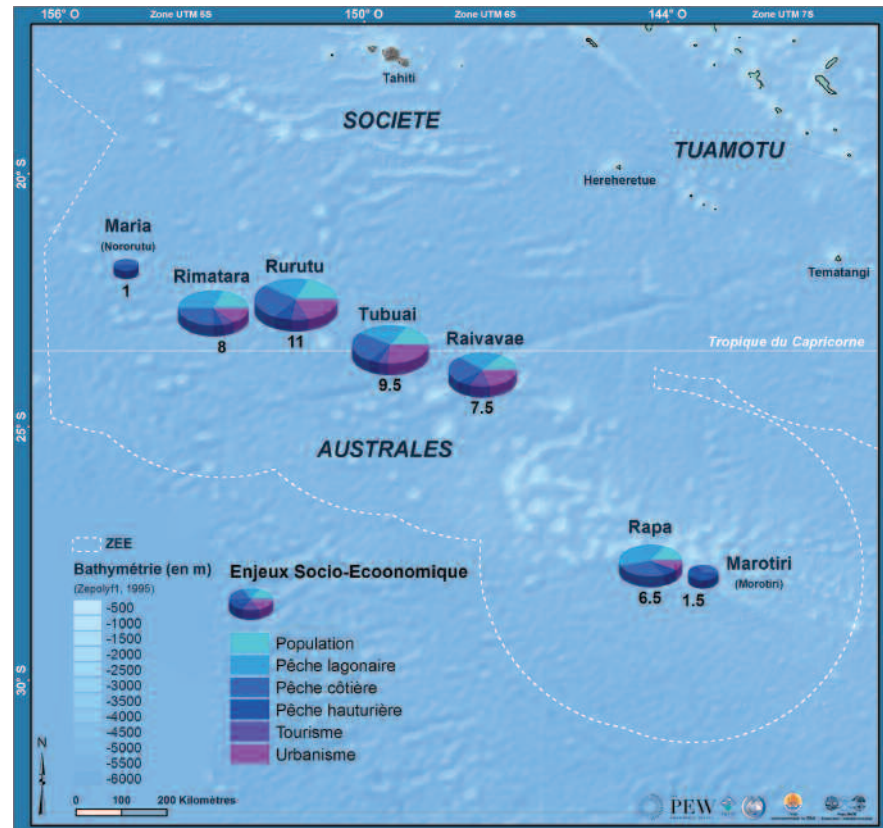 156° O
Zone UTM 6S
150° O
Zone UTM 6S
144° O
Zone UTM 7S
Tahiti
SOCIETE
TUAMOTU
20° S
Hereheretue
Maria
(Nororutu)
1
Rimatara
8
Rurutu
11
Tematangi
Tubuai
9.5
Raivavae
7.5
Tropique du Capricorne
25° S
AUSTRALES
Rapa
6.5
Marotiri
(Morotiri)
1.5
ZEE
Bathymétrie (en m)
(Zepolyf1, 1995)
-500
-1000
-1500
-2000
-2500
-3000
-3500
-4000
-4500
-5000
-5500
-6000
Enjeux Socio-Ecoonomique
Population
Pêche lagonaire
Pêche côtière
Pêche hauturière
Tourisme
Urbanisme
30° S
N
0 100 200 Kilomètres
PEW